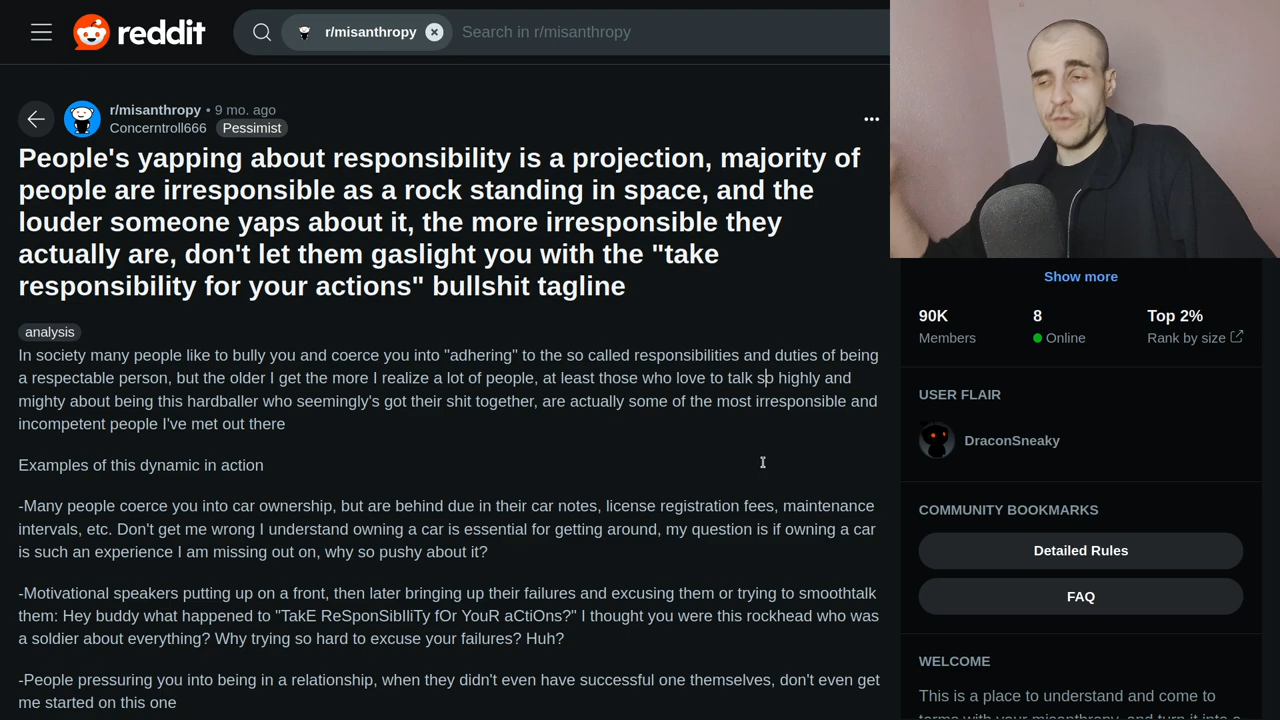 reddit
r/misanthropy
Search in r/misanthropy
r/misanthropy • 9 mo. ago
Concerntroll666 Pessimist
People's yapping about responsibility is a projection, majority of
people are irresponsible as a rock standing in space, and the
louder someone yaps about it, the more irresponsible they
actually are, don't let them gaslight you with the "take
responsibility for your actions" bullshit tagline
analysis
In society many people like to bully you and coerce you into "adhering" to the so called responsibilities and duties of being
a respectable person, but the older I get the more I realize a lot of people, at least those who love to talk so highly and
mighty about being this hardballer who seemingly's got their shit together, are actually some of the most irresponsible and
incompetent people I've met out there
Examples of this dynamic in action
-Many people coerce you into car ownership, but are behind due in their car notes, license registration fees, maintenance
intervals, etc. Don't get me wrong I understand owning a car is essential for getting around, my question is if owning a car
is such an experience I am missing out on, why so pushy about it?
-Motivational speakers putting up on a front, then later bringing up their failures and excusing them or trying to smoothtalk
them: Hey buddy what happened to "TakE ReSponSibIliTy fOr YouR aCtiOns?" I thought you were this rockhead who was
a soldier about everything? Why trying so hard to excuse your failures? Huh?
-People pressuring you into being in a relationship, when they didn't even have successful one themselves, don't even get
me started on this one
Show more
90K 8 Top 2%
Members Online Rank by size
USER FLAIR
DraconSneaky
COMMUNITY BOOKMARKS
Detailed Rules
FAQ
WELCOME
This is a place to understand and come to
terms with your misanthropy, and turn it into a